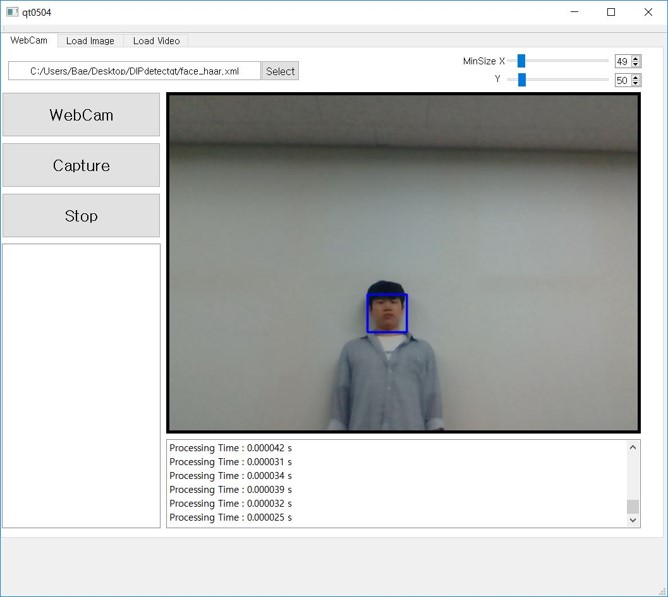 qt0504
WebCam Load Image Load Video
C:/Users/Bae/Desktop/DIPdetectqt/face_haar.xml Select
MinSize X 49
Y 50
WebCam
Capture
Stop
Processing Time : 0.000042 s
Processing Time : 0.000031 s
Processing Time : 0.000034 s
Processing Time : 0.000039 s
Processing Time : 0.000032 s
Processing Time : 0.000025 s